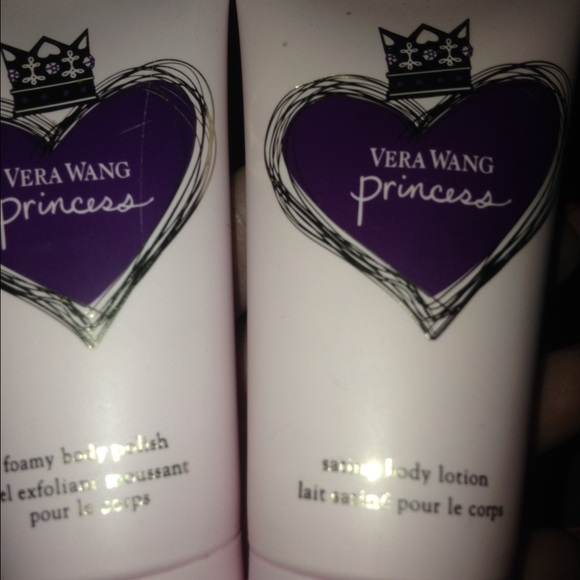 VERA WANG
princess
foamy body polish
el exfoliant moussant
pour le corps
VERA WANG
princess
satiny body lotion
lait satiné pour le corps